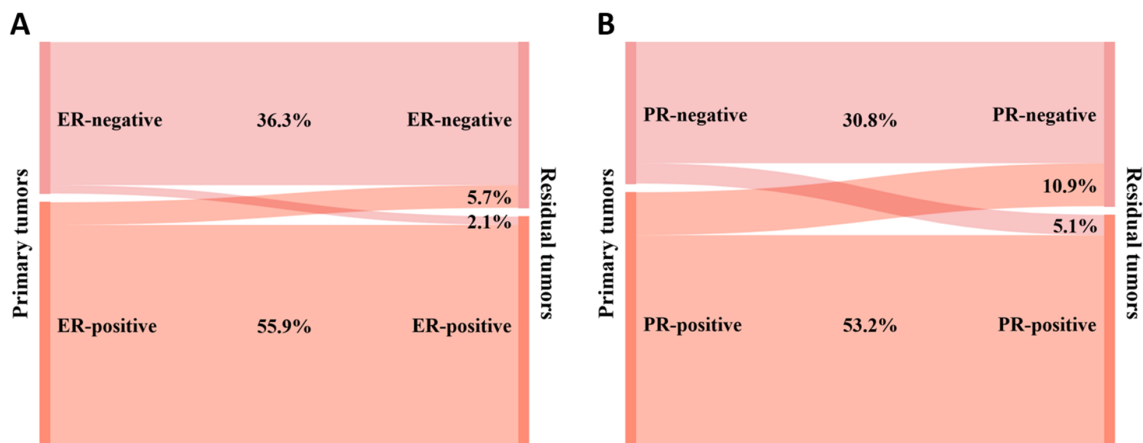 A
Primary tumors
ER-negative 36.3% ER-negative
5.7%
2.1%
ER-positive 55.9% ER-positive
Residual tumors
B
Primary tumors
PR-negative 30.8% PR-negative
10.9%
5.1%
PR-positive 53.2% PR-positive
Residual tumors